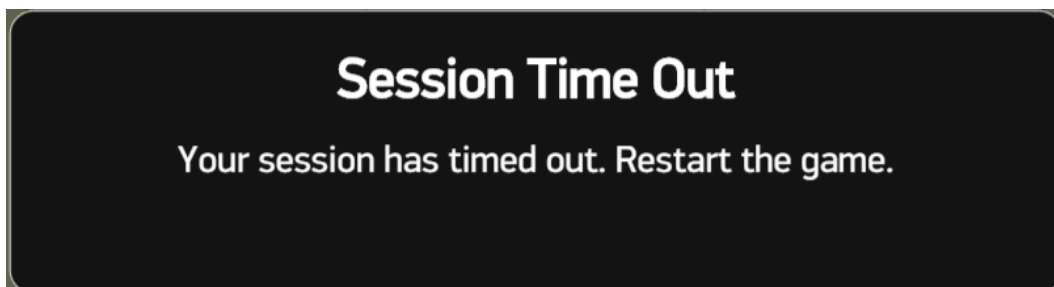 Session Time Out
Your session has timed out. Restart the game.